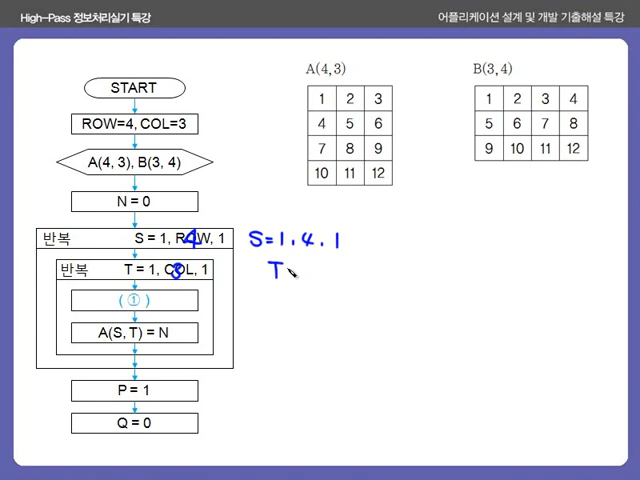 High-Pass 정보처리실기 특강
어플리케이션 설계 및 개발 기출해설 특강
START
ROW=4, COL=3
A(4, 3), B(3, 4)
N = 0
반복 S = 1, ROW, 1
4
반복 T = 1, COL, 1
3
( ① )
A(S, T) = N
P = 1
Q = 0
S = 1 , 4 , 1
T
A(4,3)
1 2 3
4 5 6
7 8 9
10 11 12
B(3,4)
1 2 3 4
5 6 7 8
9 10 11 12